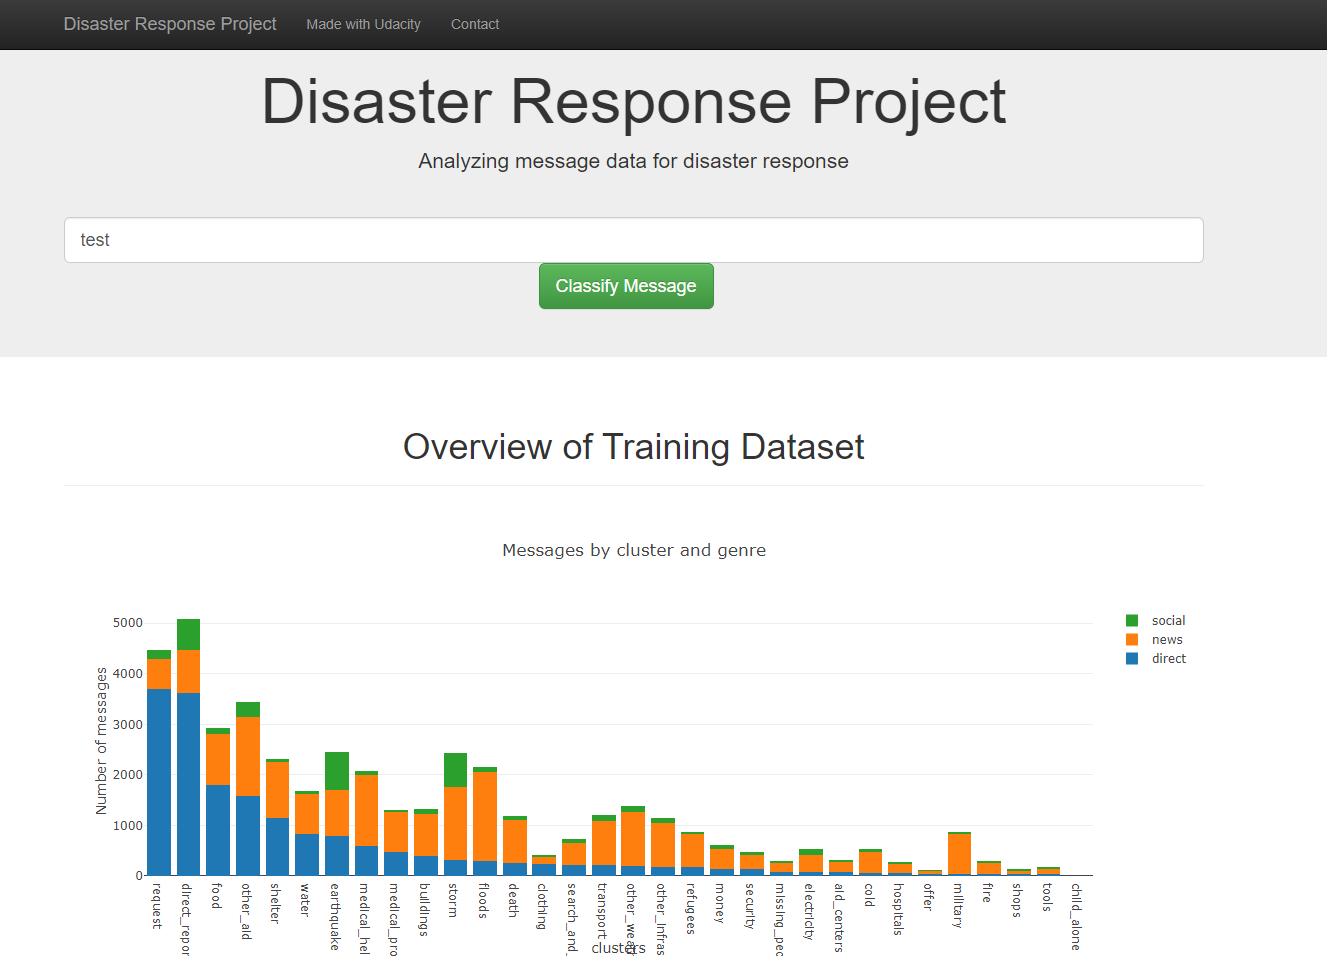 Disaster Response Project Made with Udacity Contact
Disaster Response Project
Analyzing message data for disaster response
test
Classify Message
Overview of Training Dataset
Messages by cluster and genre
social
news
direct
Number of messages
5000
4000
3000
2000
1000
0
request
direct_repor
food
other_aid
shelter
water
earthquake
medical_hel
medical_pro
buildings
storm
floods
death
clothing
search_and_
transport
other_weat
other_infras
refugees
money
security
missing_peo
electricity
aid_centers
cold
hospitals
offer
military
fire
shops
tools
child_alone
clusters